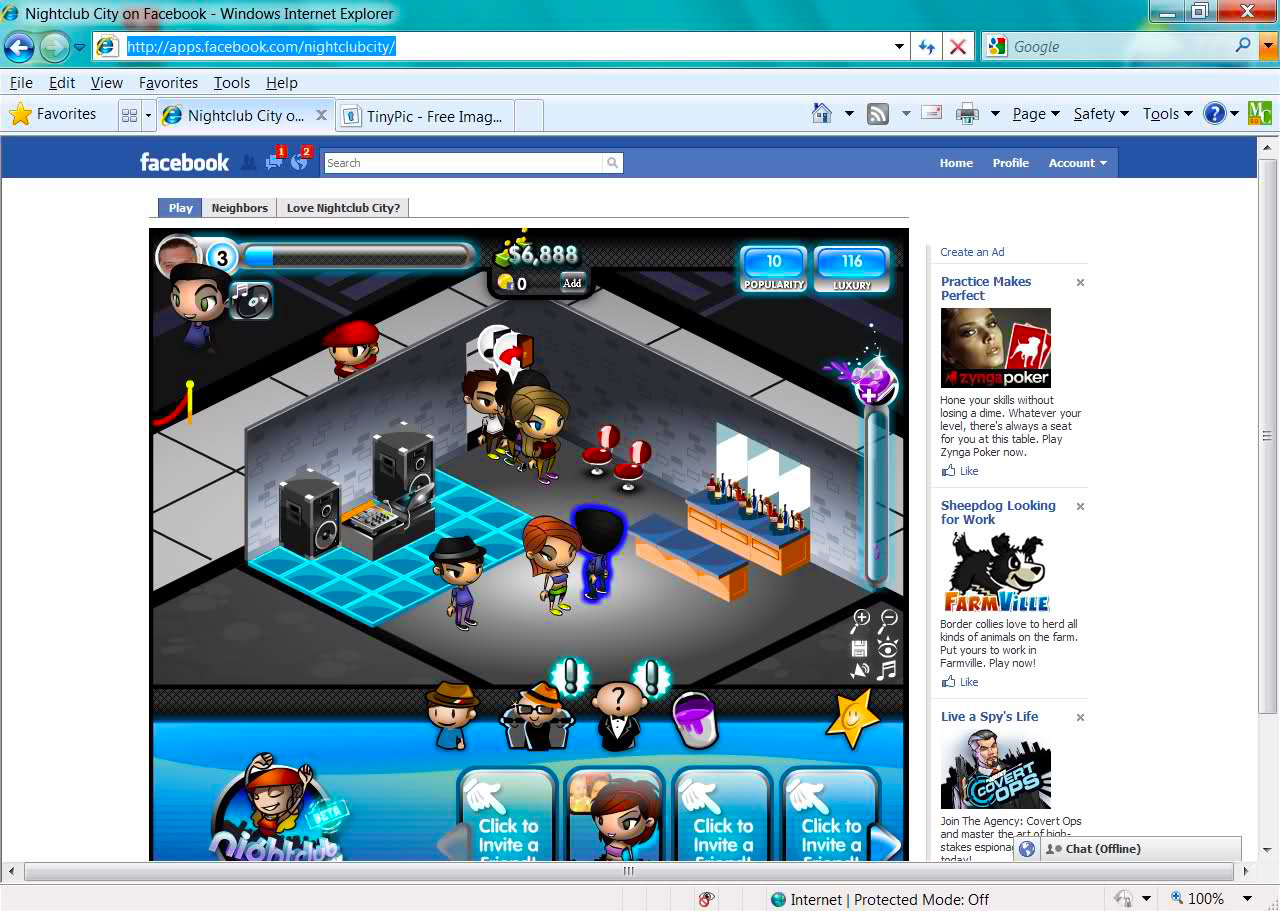 Nightclub City on Facebook - Windows Internet Explorer
http://apps.facebook.com/nightclubcity/
Google
File Edit View Favorites Tools Help
Favorites
Nightclub City o...
TinyPic - Free Imag...
Page Safety Tools
facebook
1
2
Search
Home Profile Account
Play Neighbors Love Nightclub City?
3
$6,888
0
Add
10
POPULARITY
116
LUXURY
Create an Ad
Practice Makes
Perfect
zyngapoker
Hone your skills without
losing a dime. Whatever your
level, there's always a seat
for you at this table. Play
Zynga Poker now.
Like
Sheepdog Looking
for Work
FARMVILLE
Border collies love to herd all
kinds of animals on the farm.
Put yours to work in
Farmville. Play now!
Like
Live a Spy's Life
COVERT
OPS
Join The Agency: Covert Ops
and master the art of high-
stakes espionag
today!
?
BETA
nightclub
Click to
Invite a
Friend!
Click to
Invite a
Friend!
Click to
Invite a
Friend!
Chat (Offline)
Internet | Protected Mode: Off
100%